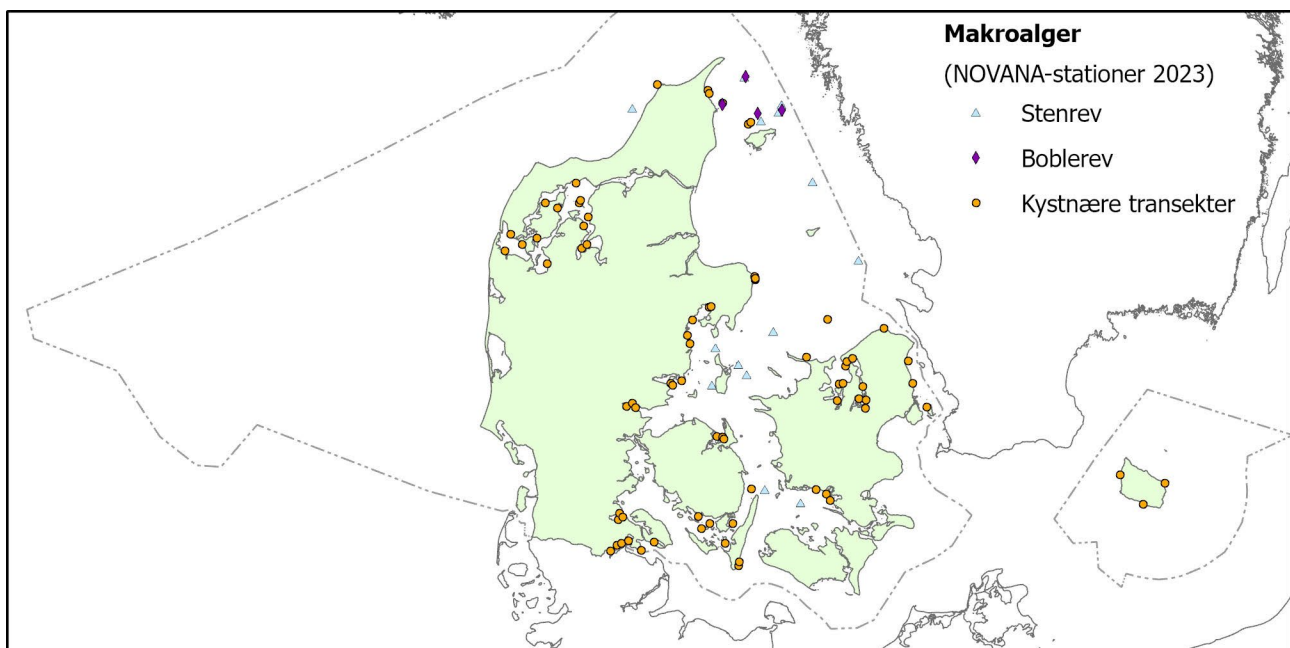 Makroalger
(NOVANA-stationer 2023)
Stenrev
Boblerev
Kystnære transekter